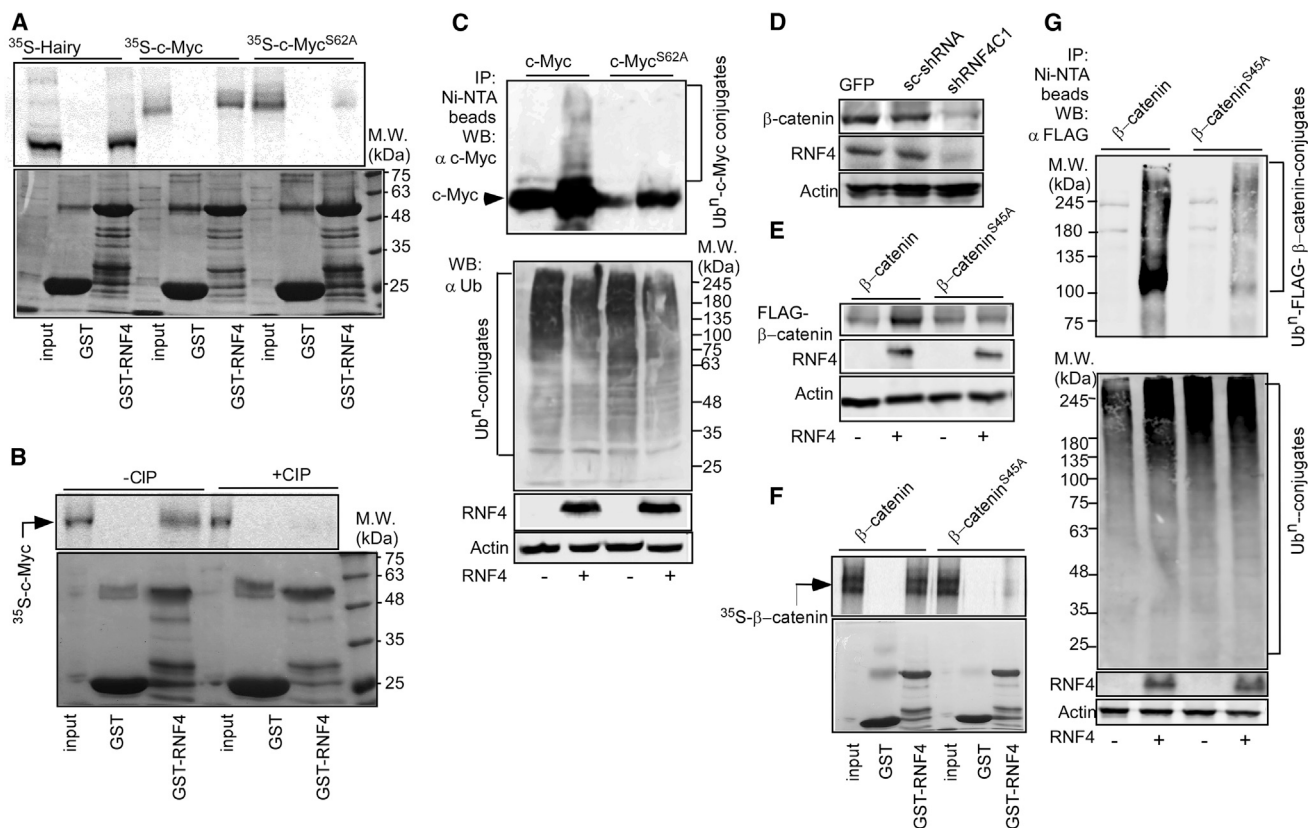 A
³⁵S-Hairy ³⁵S-c-Myc ³⁵S-c-Myc^S62A
M.W.
(kDa)
75
63
48
35
25
input
GST
GST-RNF4
input
GST
GST-RNF4
input
GST
GST-RNF4
B
-CIP +CIP
³⁵S-c-Myc
M.W.
(kDa)
75
63
48
35
25
input
GST
GST-RNF4
input
GST
GST-RNF4
C
c-Myc c-Myc^S62A
IP:
Ni-NTA
beads
WB:
α c-Myc
c-Myc
Ubⁿ-c-Myc conjugates
WB:
α Ub
Ubⁿ-conjugates
M.W.
(kDa)
245
180
135
100
75
63
48
35
25
RNF4
Actin
RNF4 - + - +
D
GFP
sc-shRNA
shRNF4C1
β-catenin
RNF4
Actin
E
β-catenin
β-catenin^S45A
FLAG-
β-catenin
RNF4
Actin
RNF4 - + - +
F
β-catenin
β-catenin^S45A
³⁵S-β-catenin
input
GST
GST-RNF4
input
GST
GST-RNF4
G
IP:
Ni-NTA
beads
WB:
α FLAG
β-catenin
β-catenin^S45A
M.W.
(kDa)
245
180
135
100
75
Ubⁿ-FLAG- β-catenin-conjugates
M.W.
(kDa)
245
180
135
100
75
63
48
35
25
Ubⁿ--conjugates
RNF4
Actin
RNF4 - + - +